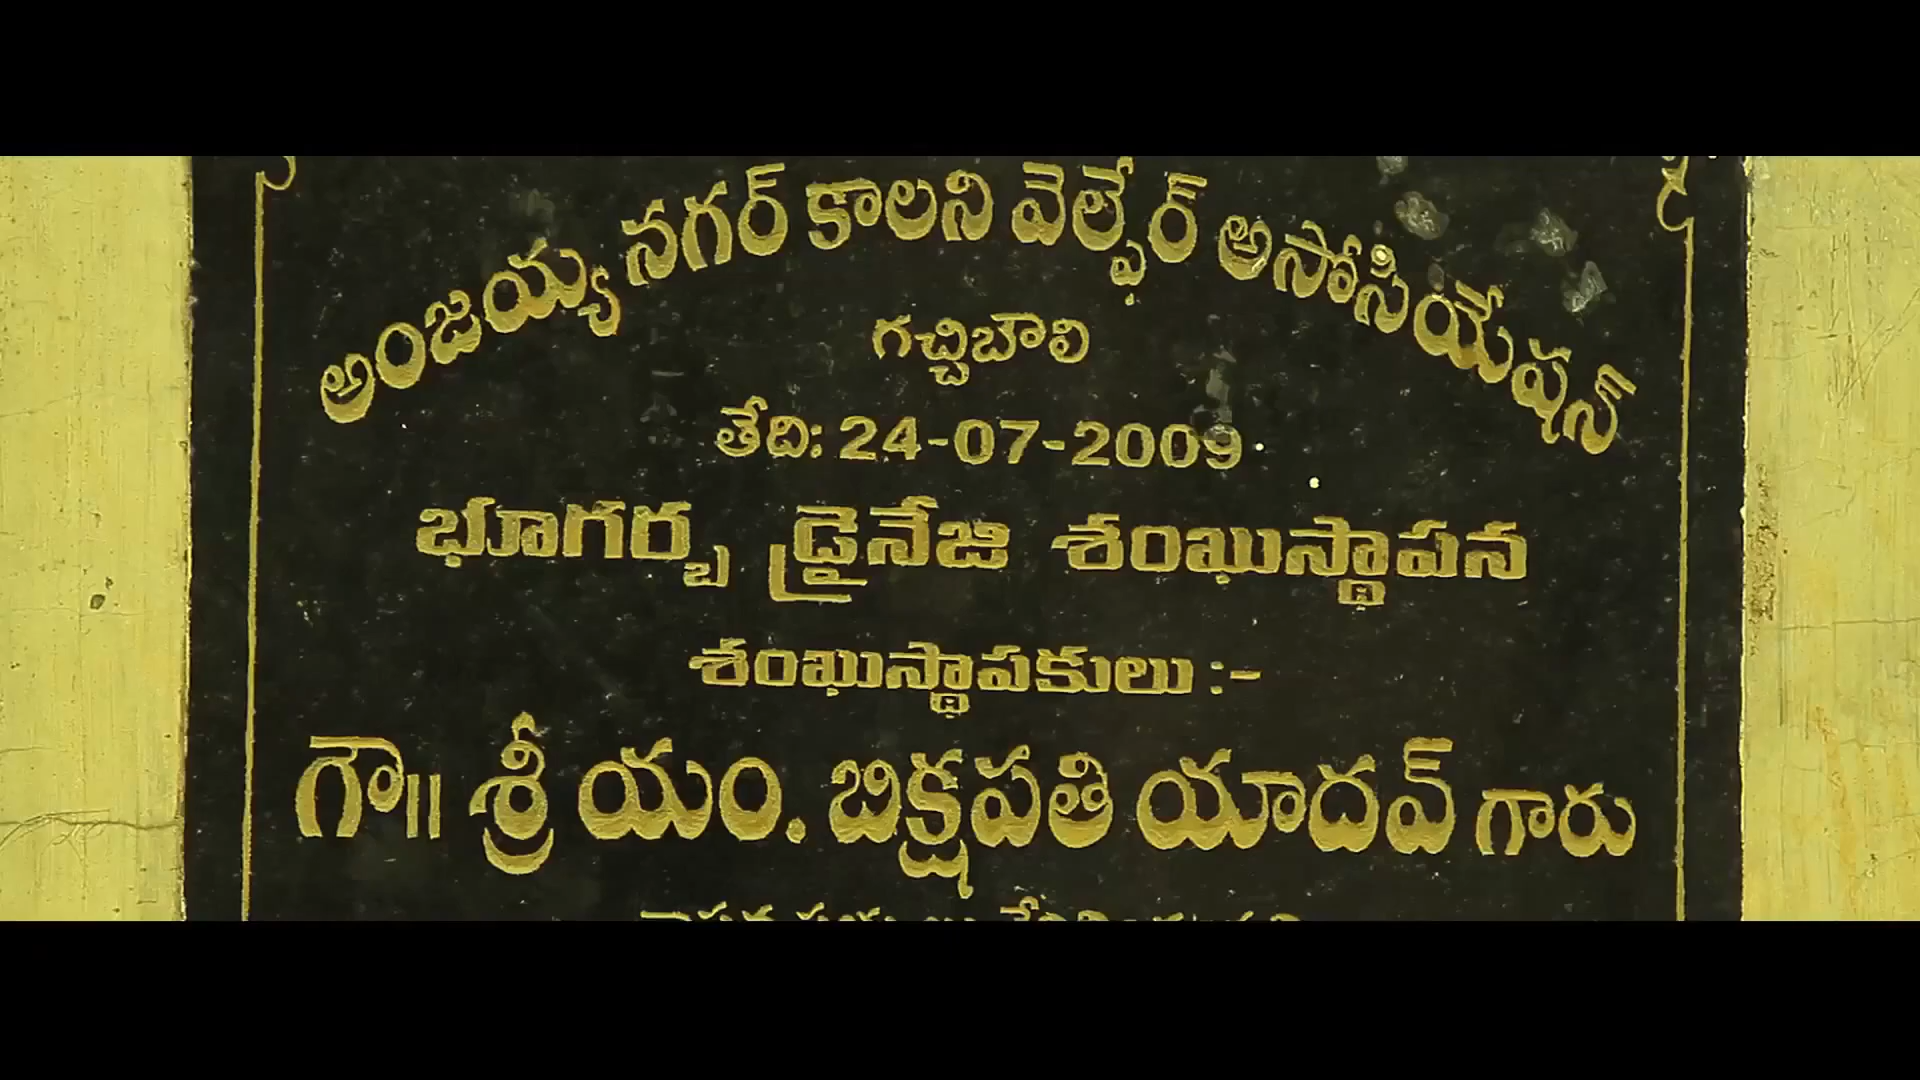 అంజయ్య నగర్ కాలని వెల్ఫేర్ అసోసియేషన్
గచ్చిబౌలి
తేది: 24-07-2009
భూగర్బ డ్రైనేజి శంఖుస్థాపన
శంఖుస్థాపకులు :-
గౌ|| శ్రీ యం. బిక్షపతి యాదవ్ గారు